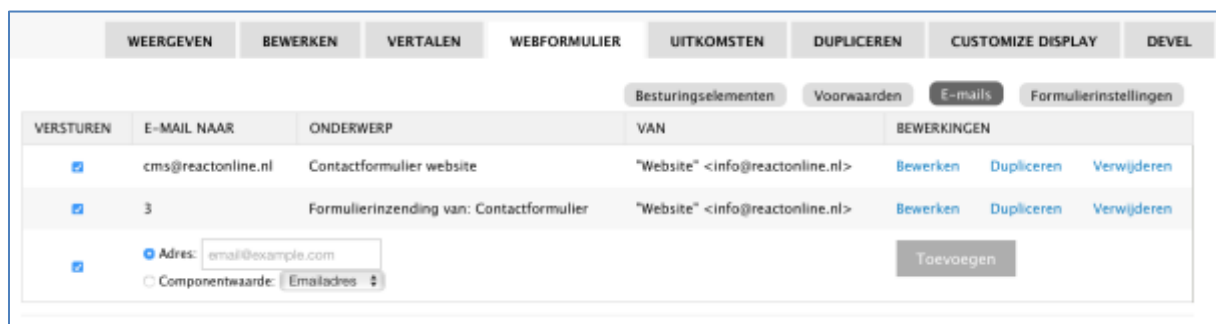 WEERGEVEN BEWERKEN VERTALEN WEBFORMULIER UITKOMSTEN DUPLICEREN CUSTOMIZE DISPLAY DEVEL
Besturingselementen Voorwaarden E-mails Formulierinstellingen
VERSTUREN E-MAIL NAAR ONDERWERP VAN BEWERKINGEN
cms@reactonline.nl Contactformulier website "Website" <info@reactonline.nl> Bewerken Dupliceren Verwijderen
3 Formulierinzending van: Contactformulier "Website" <info@reactonline.nl> Bewerken Dupliceren Verwijderen
Adres: email@example.com Toevoegen
Componentwaarde: Emailadres